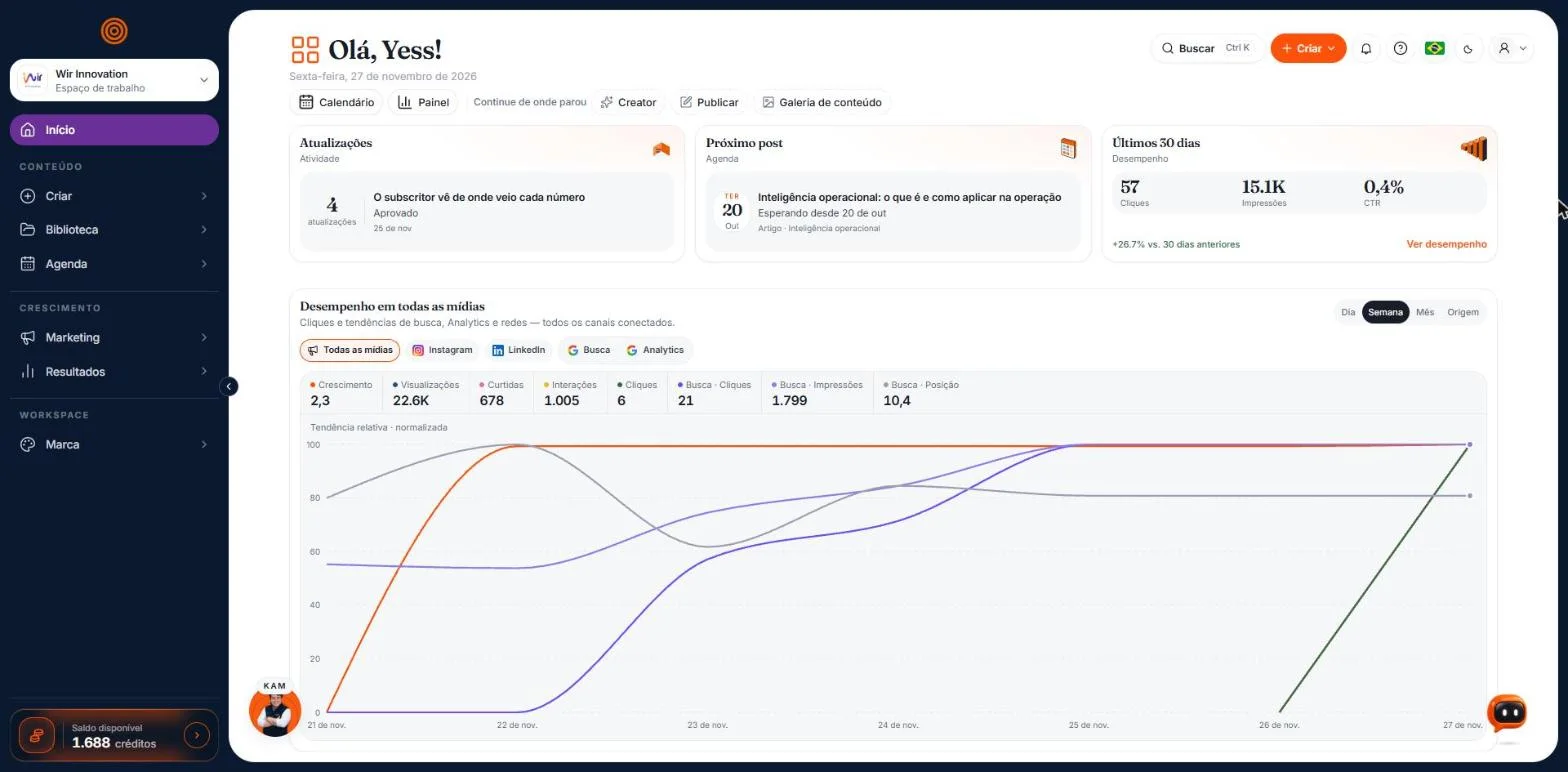 Wir
Wir Innovation
Espaço de trabalho
Início
CONTEÚDO
Criar
Biblioteca
Agenda
CRESCIMENTO
Marketing
Resultados
WORKSPACE
Marca
Saldo disponível
1.688 créditos
Olá, Yess!
Sexta-feira, 27 de novembro de 2026
Buscar Ctrl K
Criar
Calendário
Painel
Continue de onde parou
Creator
Publicar
Galeria de conteúdo
Atualizações
Atividade
4
atualizações
O subscritor vê de onde veio cada número
Aprovado
25 de nov
Próximo post
Agenda
TER
20
Out
Inteligência operacional: o que é e como aplicar na operação
Esperando desde 20 de out
Artigo · Inteligência operacional
Últimos 30 dias
Desempenho
57
Cliques
15.1K
Impressões
0,4%
CTR
+26.7% vs. 30 dias anteriores
Ver desempenho
Desempenho em todas as mídias
Cliques e tendências de busca, Analytics e redes — todos os canais conectados.
Dia Semana Mês Origem
Todas as mídias
Instagram
LinkedIn
Busca
Analytics
Crescimento
2,3
Visualizações
22.6K
Curtidas
678
Interações
1.005
Cliques
6
Busca · Cliques
21
Busca · Impressões
1.799
Busca · Posição
10,4
Tendência relativa · normalizada
100
80
60
40
20
0
21 de nov. 22 de nov. 23 de nov. 24 de nov. 25 de nov. 26 de nov. 27 de nov.
KAM